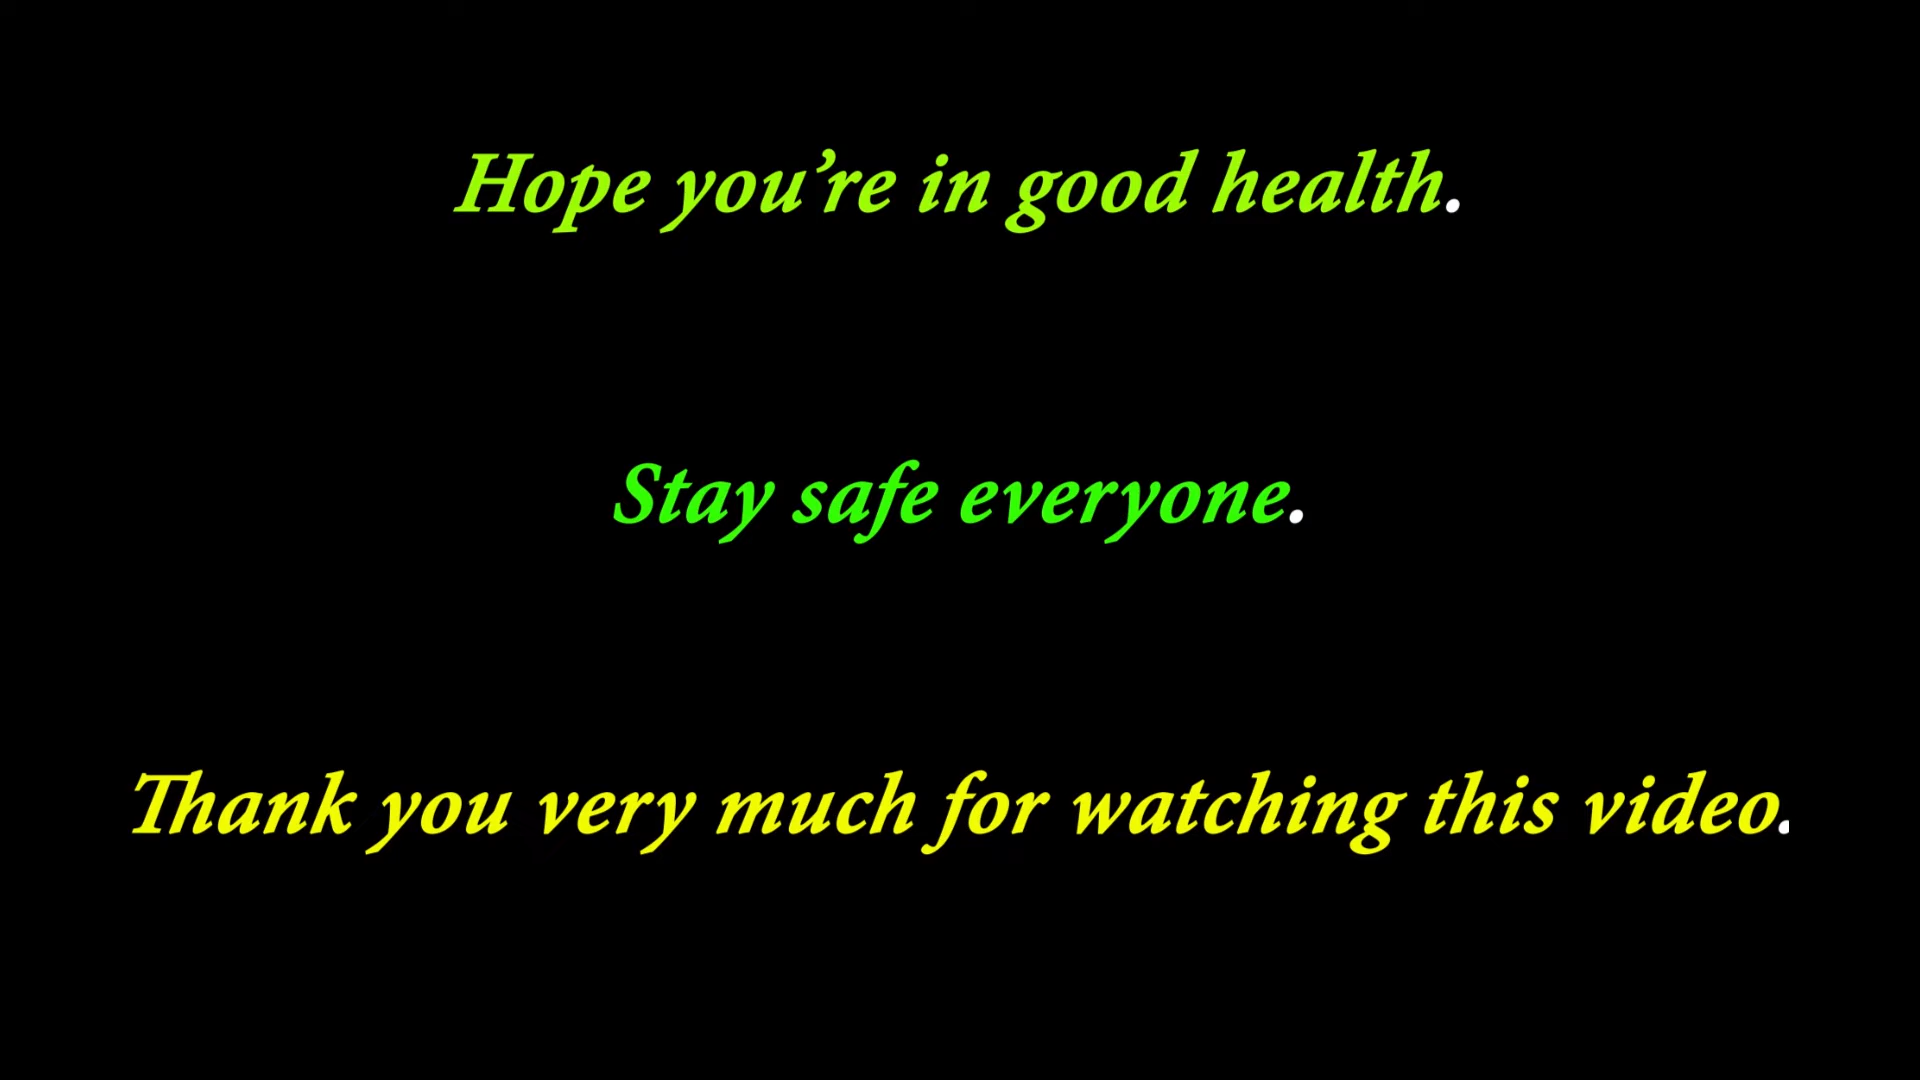 Hope you’re in good health.
Stay safe everyone.
Thank you very much for watching this video.